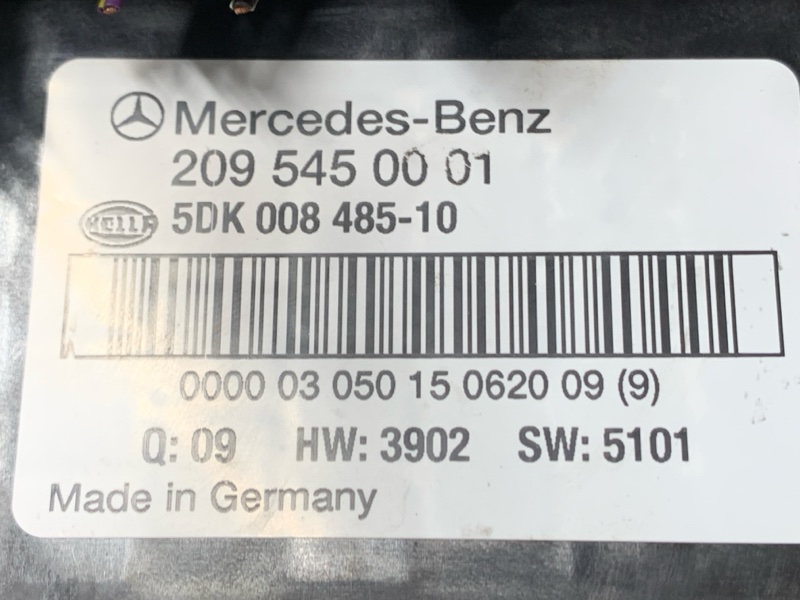 Mercedes-Benz
209 545 00 01
HELLA 5DK 008 485-10
0000 03 050 15 0620 09 (9)
Q: 09 HW: 3902 SW: 5101
Made in Germany